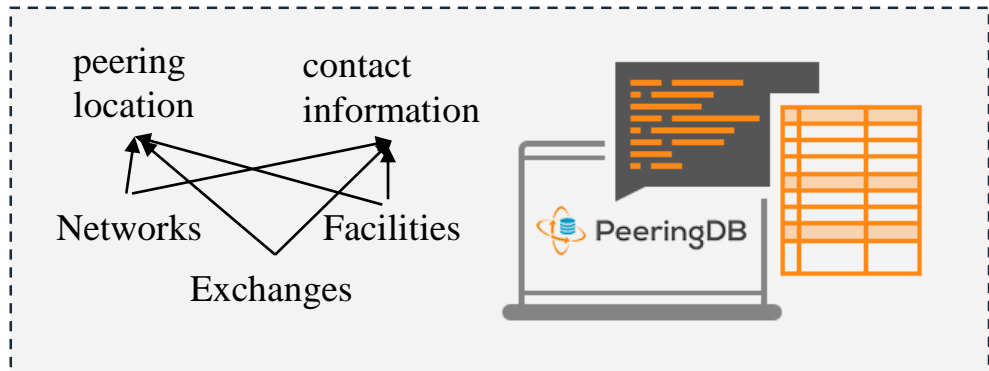 peering
location
contact
information
Networks
Facilities
Exchanges
PeeringDB